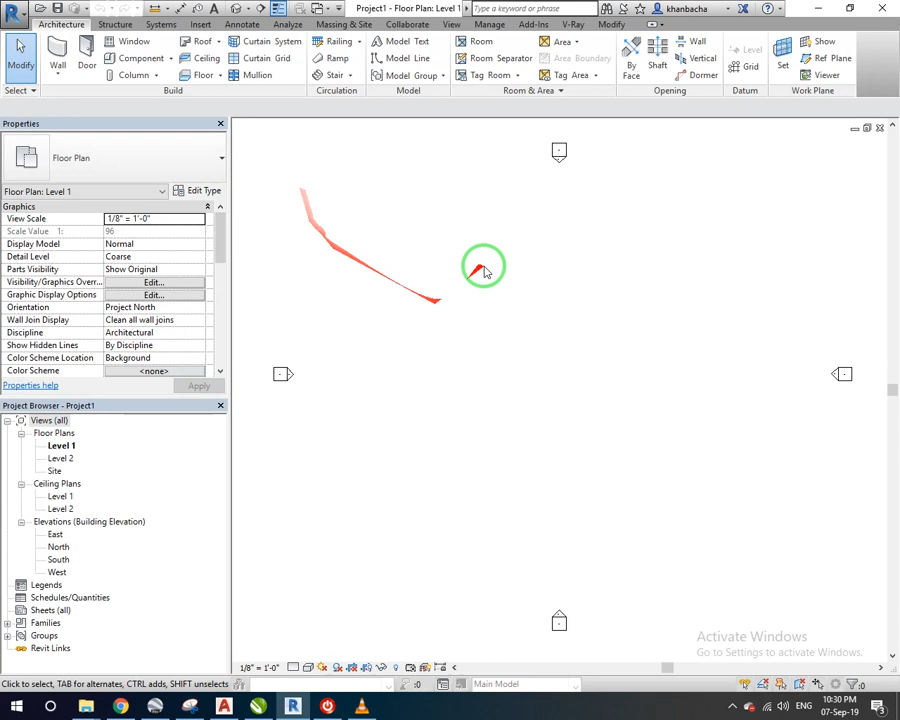 Project1 - Floor Plan: Level 1
Type a keyword or phrase
khanbacha
Architecture Structure Systems Insert Annotate Analyze Massing & Site Collaborate View Manage Add-Ins V-Ray Modify
Modify
Wall
Door
Window
Component
Column
Roof
Ceiling
Floor
Curtain System
Curtain Grid
Mullion
Railing
Ramp
Stair
Model Text
Model Line
Model Group
Room
Room Separator
Tag Room
Area
Area Boundary
Tag Area
By
Face
Shaft
Wall
Vertical
Dormer
Level
Grid
Set
Show
Ref Plane
Viewer
Select Build Circulation Model Room & Area Opening Datum Work Plane
Properties
Floor Plan
Floor Plan: Level 1 Edit Type
Graphics
View Scale 1/8" = 1'-0"
Scale Value 1: 96
Display Model Normal
Detail Level Coarse
Parts Visibility Show Original
Visibility/Graphics Overr... Edit...
Graphic Display Options Edit...
Orientation Project North
Wall Join Display Clean all wall joins
Discipline Architectural
Show Hidden Lines By Discipline
Color Scheme Location Background
Color Scheme <none>
Properties help Apply
Project Browser - Project1
Views (all)
Floor Plans
Level 1
Level 2
Site
Ceiling Plans
Level 1
Level 2
Elevations (Building Elevation)
East
North
South
West
Legends
Schedules/Quantities
Sheets (all)
Families
Groups
Revit Links
Activate Windows
Go to Settings to activate Windows.
1/8" = 1'-0"
Click to select, TAB for alternates, CTRL adds, SHIFT unselects
:0
Main Model
:0
ENG
10:30 PM
07-Sep-19